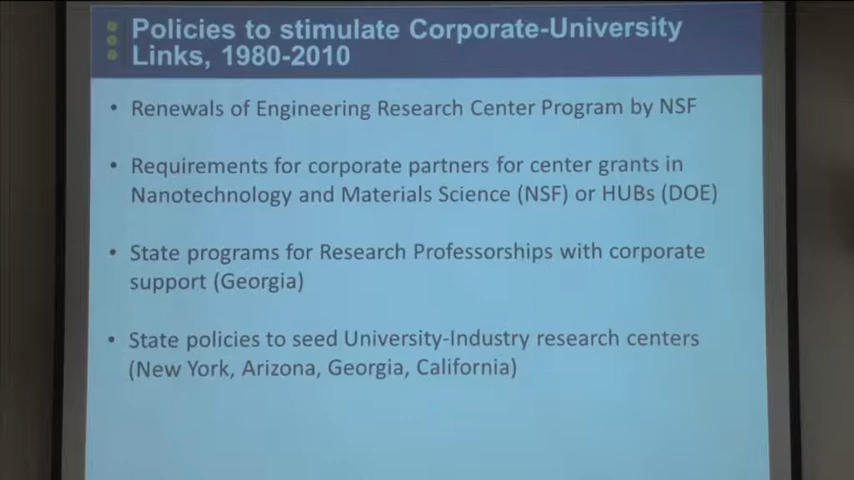 Policies to stimulate Corporate-University
Links, 1980-2010
• Renewals of Engineering Research Center Program by NSF
• Requirements for corporate partners for center grants in
Nanotechnology and Materials Science (NSF) or HUBs (DOE)
• State programs for Research Professorships with corporate
support (Georgia)
• State policies to seed University-Industry research centers
(New York, Arizona, Georgia, California)